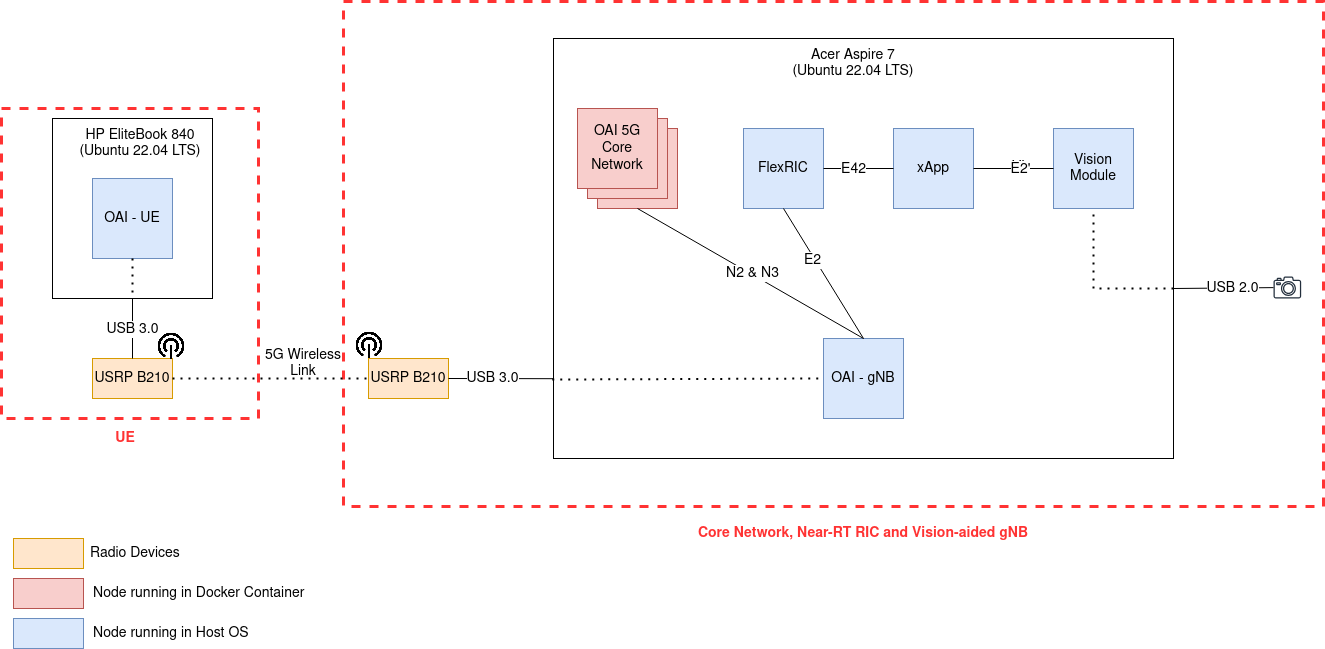 Acer Aspire 7
(Ubuntu 22.04 LTS)
HP EliteBook 840
(Ubuntu 22.04 LTS)
OAI 5G
Core
Network
FlexRIC
E42
xApp
E2'
Vision
Module
OAI - UE
E2
N2 & N3
USB 2.0
USB 3.0
5G Wireless
Link
USRP B210
USRP B210
USB 3.0
OAI - gNB
UE
Core Network, Near-RT RIC and Vision-aided gNB
Radio Devices
Node running in Docker Container
Node running in Host OS